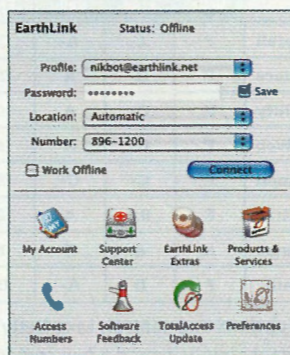 EarthLink Status: Offline
Profile: nikbot@earthlink.net
Password: ••••••••
Save
Location: Automatic
Number: 896-1200
Work Offline
Connect
My Account Support Center EarthLink Extras Products & Services
Access Numbers Software Feedback TotalAccess Update Preferences